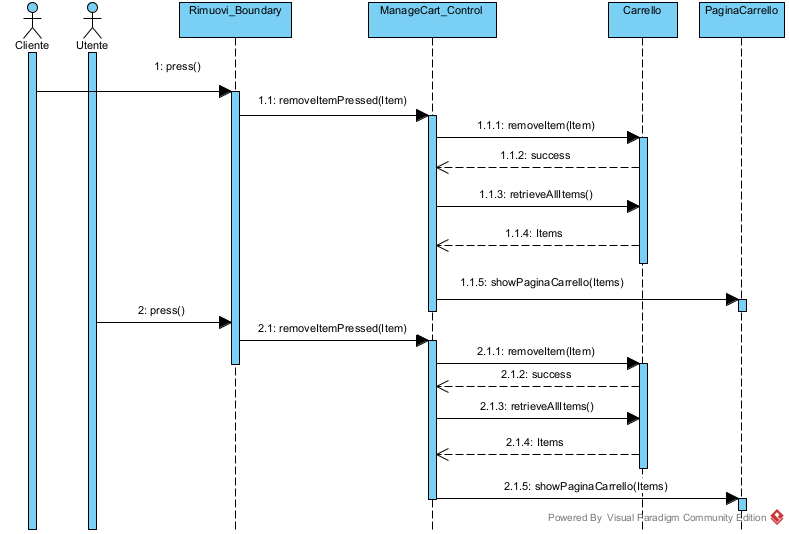 Rimuovi_Boundary
ManageCart_Control
Carrello
PaginaCarrello
Cliente
Utente
1: press()
1.1: removeItemPressed(Item)
1.1.1: removeItem(Item)
1.1.2: success
1.1.3: retrieveAllItems()
1.1.4: Items
1.1.5: showPaginaCarrello(Items)
2: press()
2.1: removeItemPressed(Item)
2.1.1: removeItem(Item)
2.1.2: success
2.1.3: retrieveAllItems()
2.1.4: Items
2.1.5: showPaginaCarrello(Items)
Powered By Visual Paradigm Community Edition